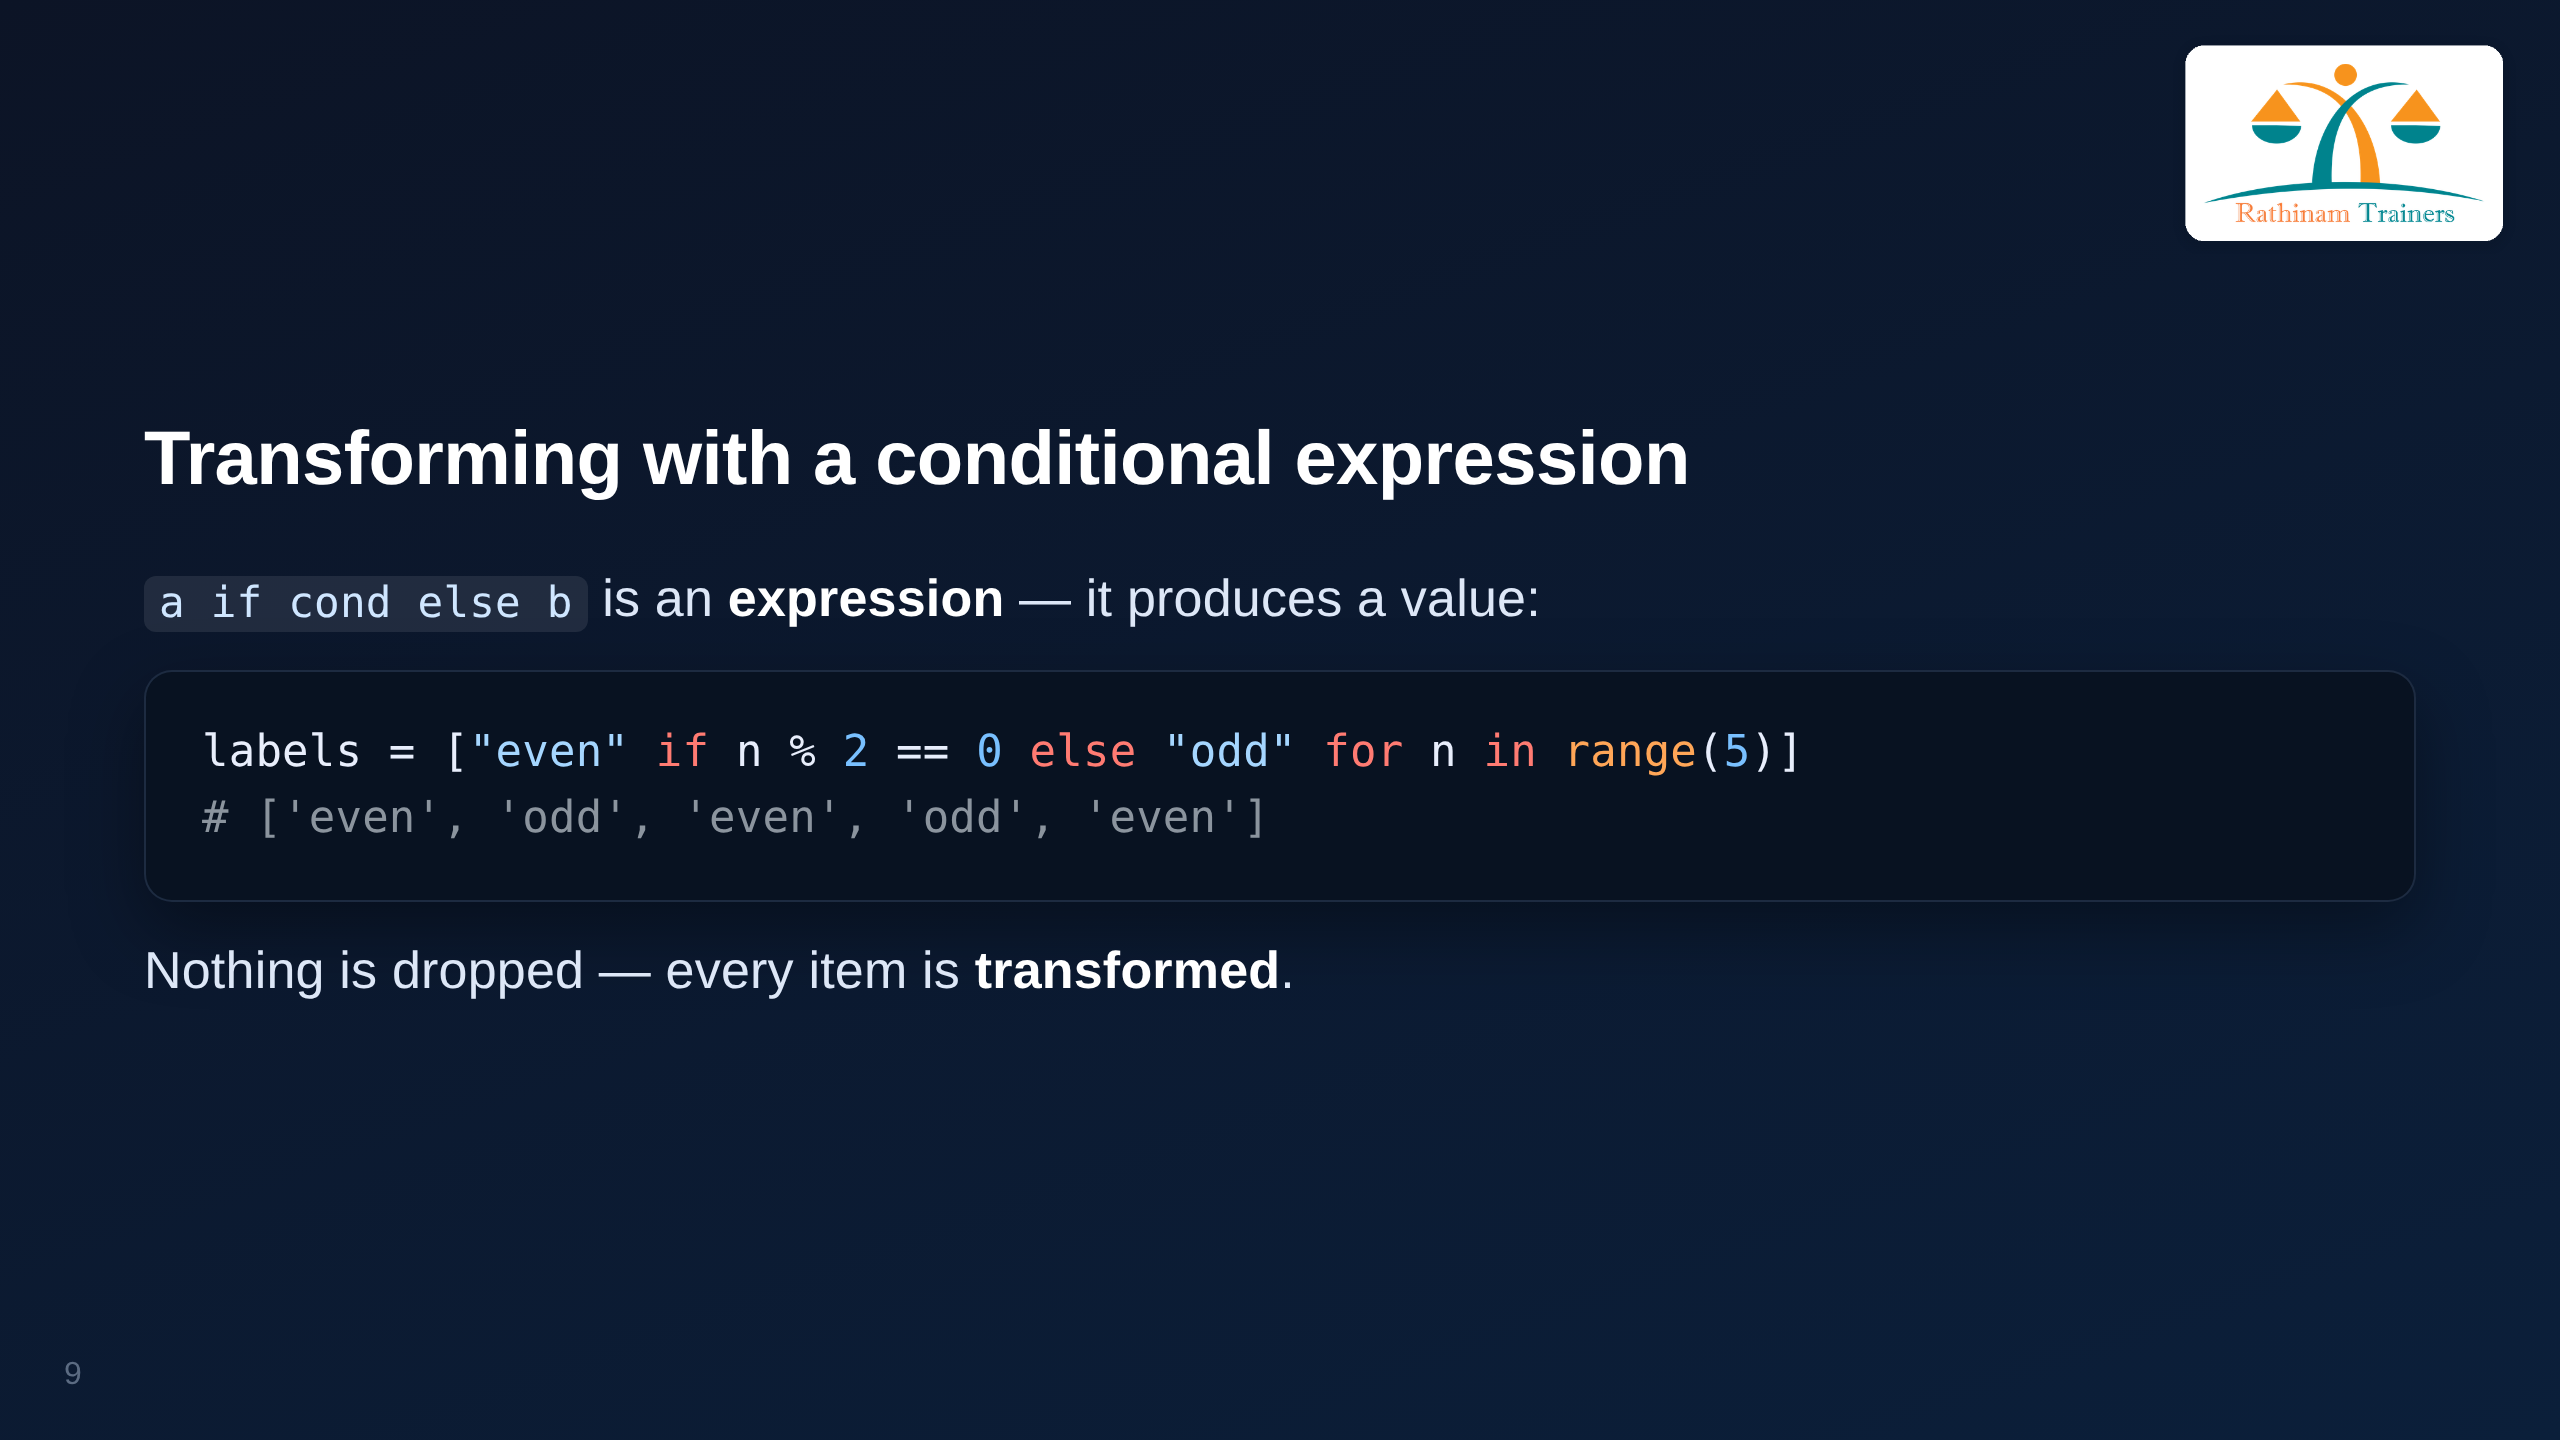 Rathinam Trainers
Transforming with a conditional expression
a if cond else b is an expression — it produces a value:
labels = ["even" if n % 2 == 0 else "odd" for n in range(5)]
# ['even', 'odd', 'even', 'odd', 'even']
Nothing is dropped — every item is transformed.
9